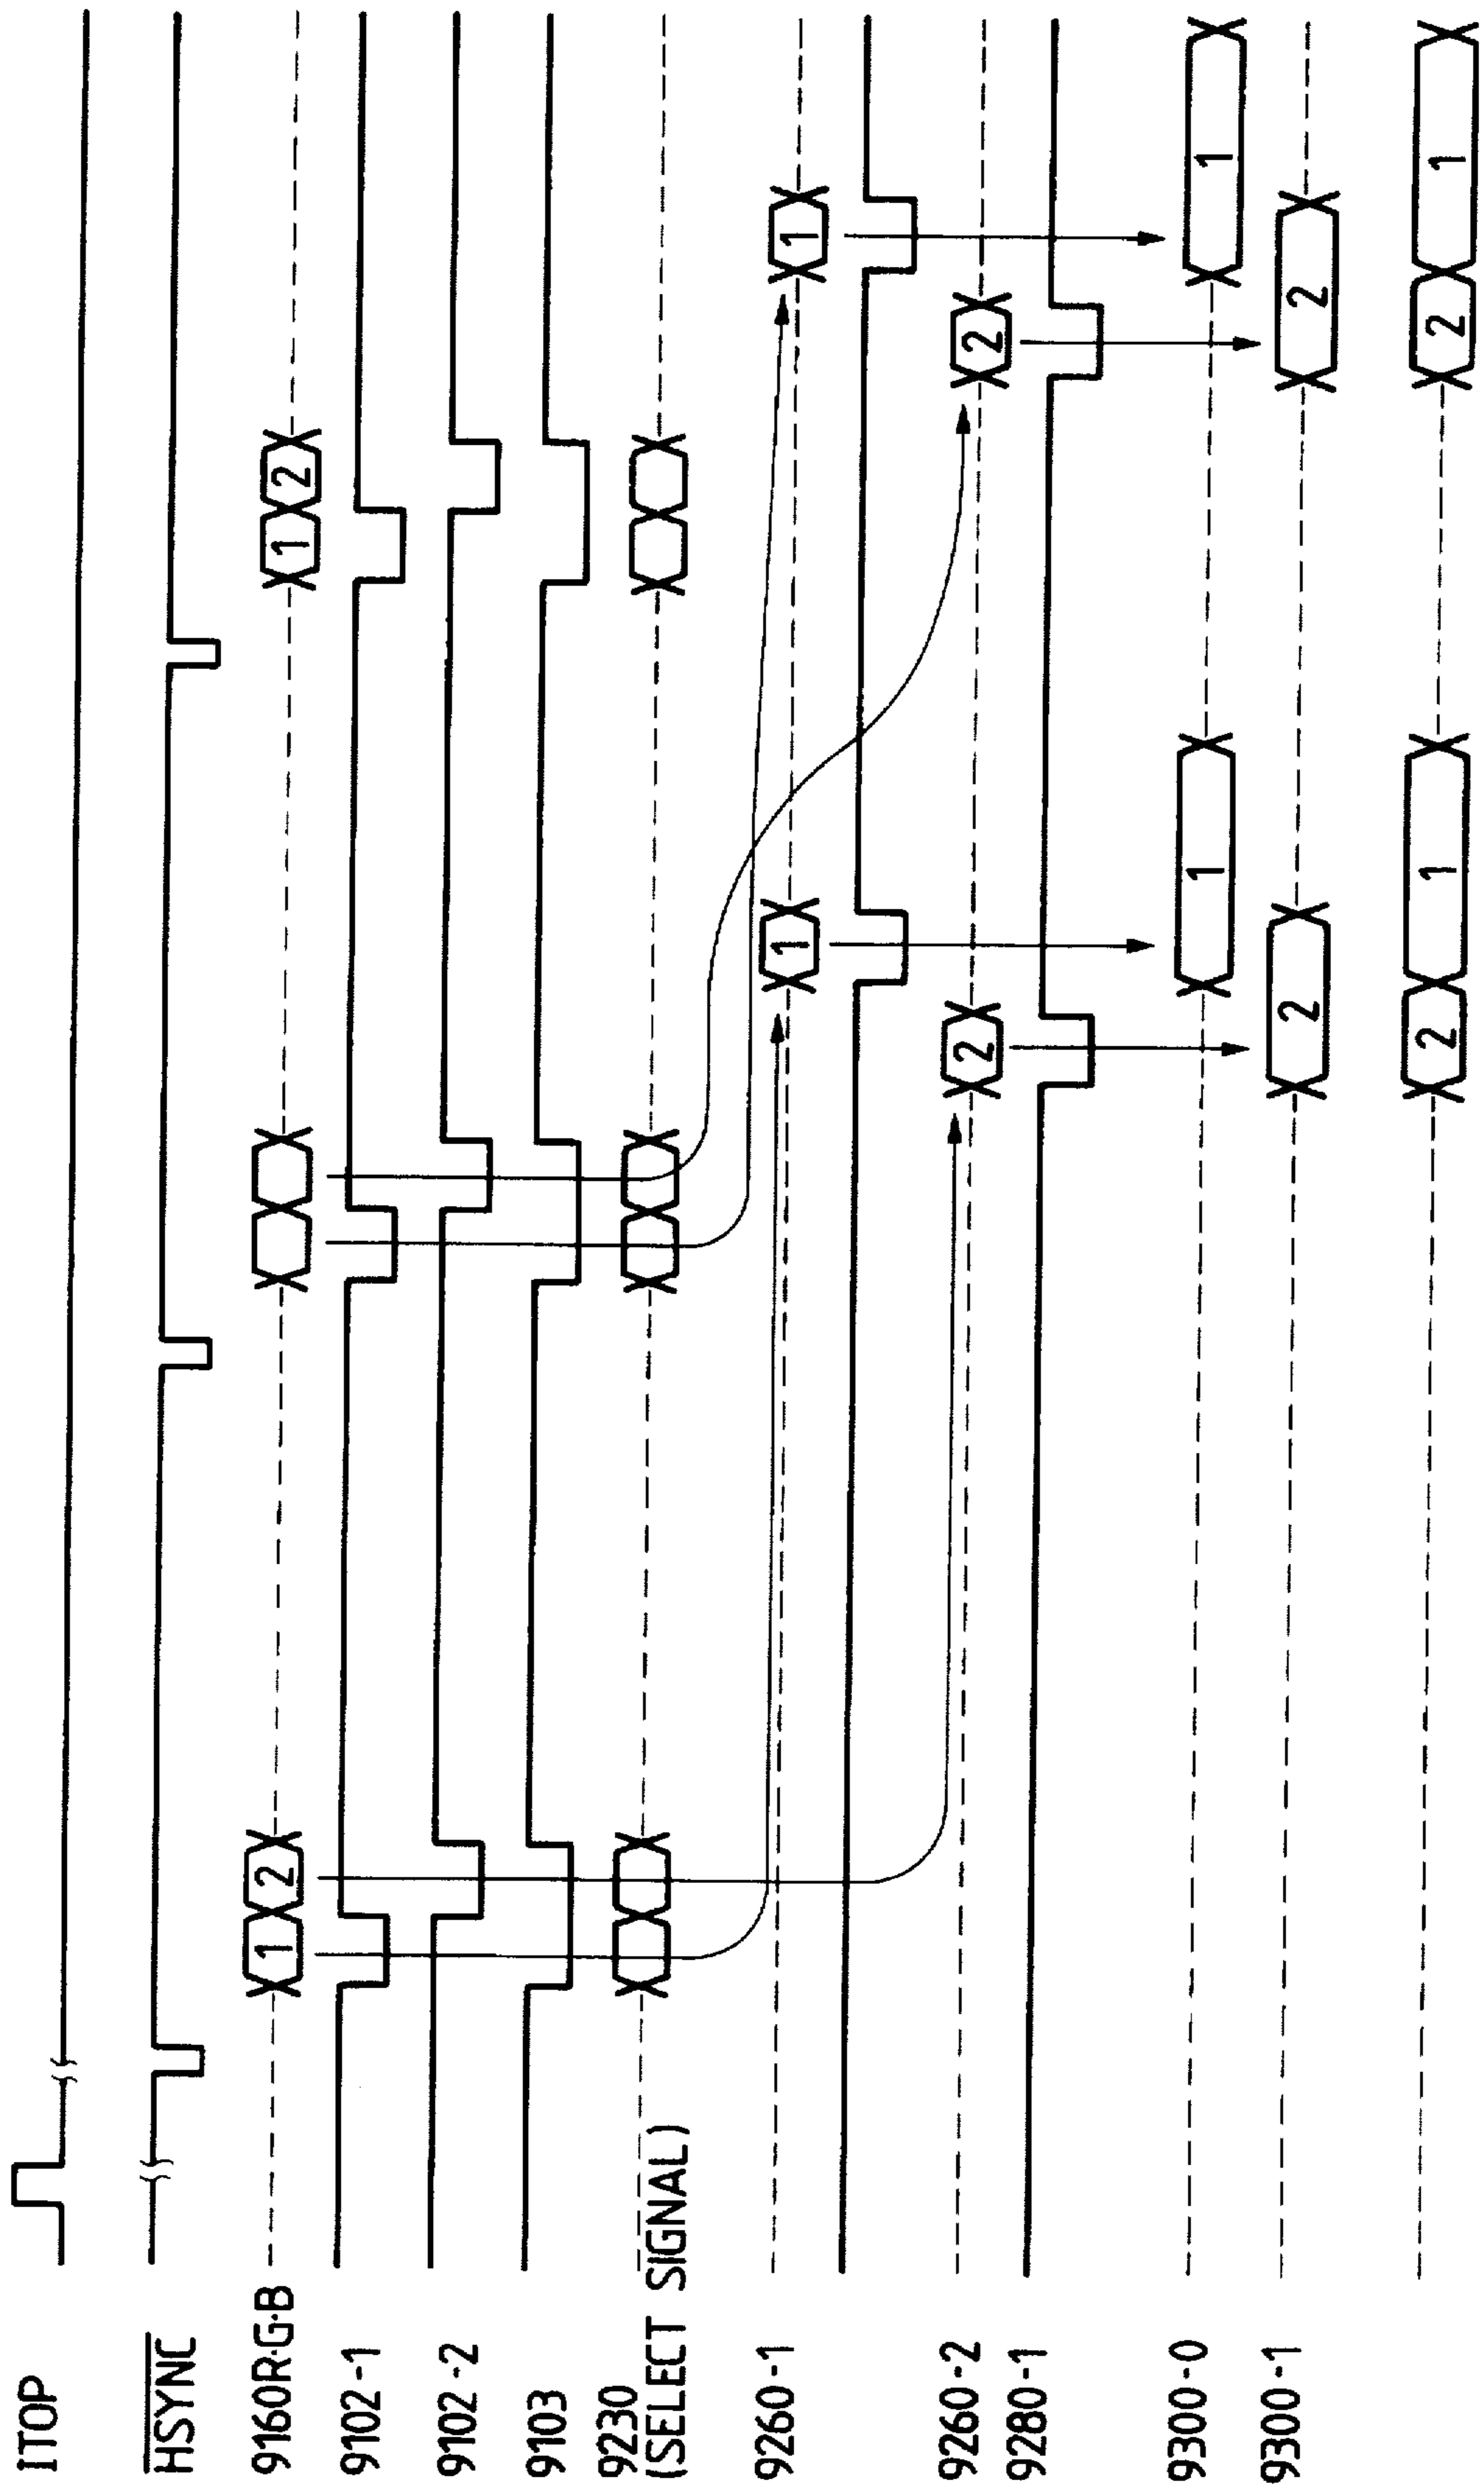 ITOP
HSYNC
9160R·G·B 1 2 1 2
9102-1
9102-2
9103
9230
(SELECT SIGNAL)
9260-1 1 1
9260-2 2 2
9280-1
9300-0 1 1
9300-1 2 2
2 1 2 1